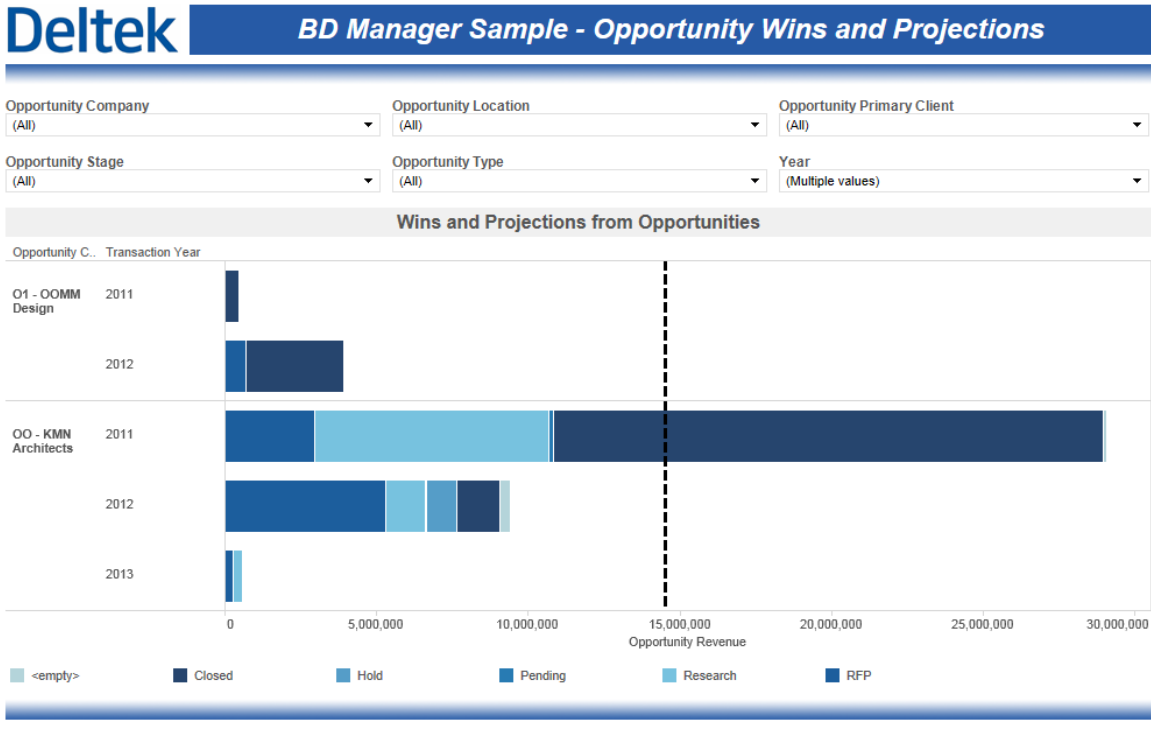 Deltek
BD Manager Sample - Opportunity Wins and Projections
Opportunity Company
(All)
Opportunity Location
(All)
Opportunity Primary Client
(All)
Opportunity Stage
(All)
Opportunity Type
(All)
Year
(Multiple values)
Wins and Projections from Opportunities
Opportunity C.. Transaction Year
O1 - OOMM
Design
2011
2012
OO - KMN
Architects
2011
2012
2013
0 5,000,000 10,000,000 15,000,000 20,000,000 25,000,000 30,000,000
Opportunity Revenue
<empty> Closed Hold Pending Research RFP